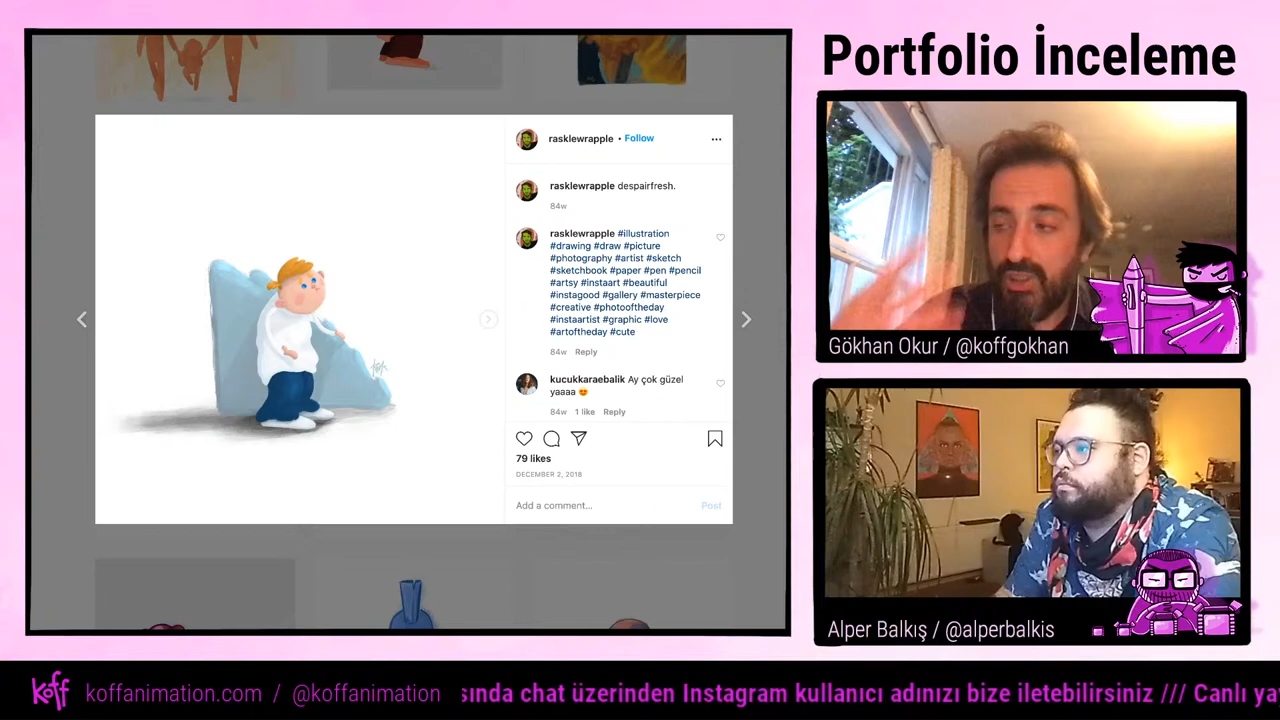 Portfolio İnceleme
rasklewrapple • Follow
rasklewrapple despairfresh.
84w
rasklewrapple #illustration
#drawing #draw #picture
#photography #artist #sketch
#sketchbook #paper #pen #pencil
#artsy #instaart #beautiful
#instagood #gallery #masterpiece
#creative #photooftheday
#instaartist #graphic #love
#artoftheday #cute
84w Reply
kucukkaraebalik Ay çok güzel
yaaaa 😍
84w 1 like Reply
79 likes
DECEMBER 2, 2018
Add a comment... Post
Gökhan Okur / @koffgokhan
Alper Balkış / @alperbalkis
koff koffanimation.com / @koffanimation sında chat üzerinden Instagram kullanıcı adınızı bize iletebilirsiniz /// Canlı ya